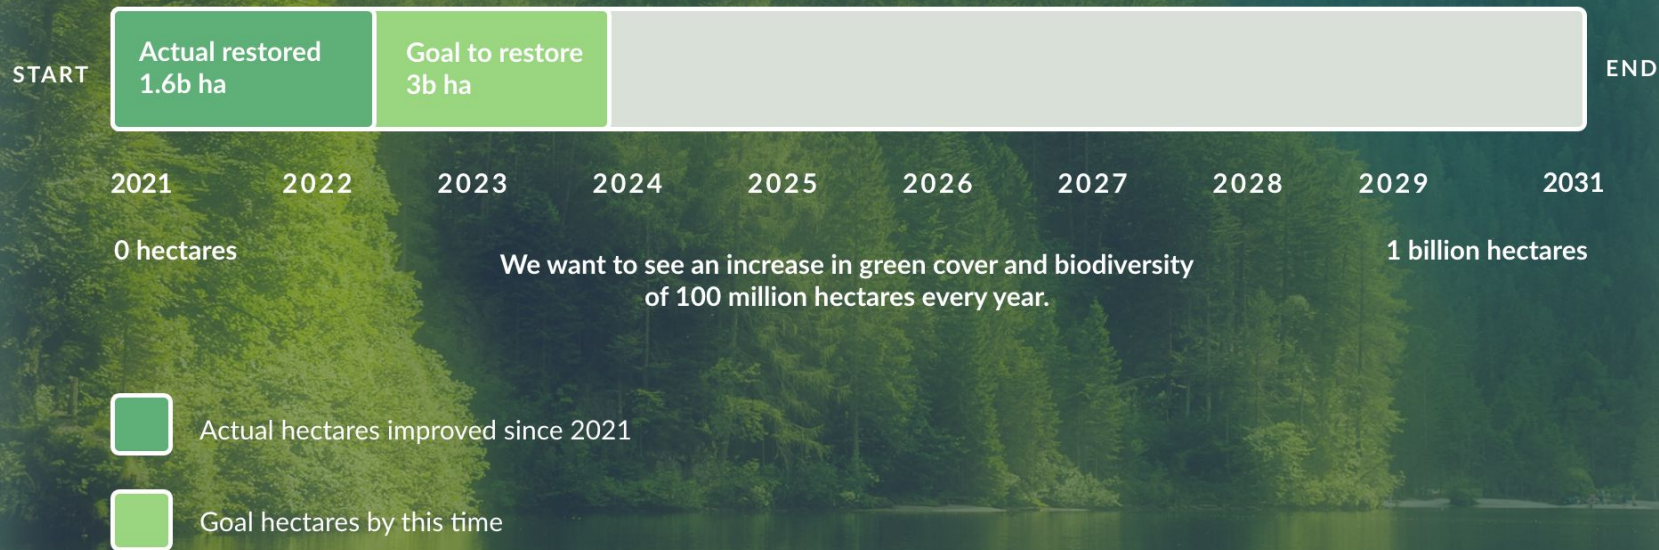 Actual restored
1.6b ha
Goal to restore
3b ha
START
END
2021 2022 2023 2024 2025 2026 2027 2028 2029 2031
0 hectares
1 billion hectares
We want to see an increase in green cover and biodiversity
of 100 million hectares every year.
Actual hectares improved since 2021
Goal hectares by this time